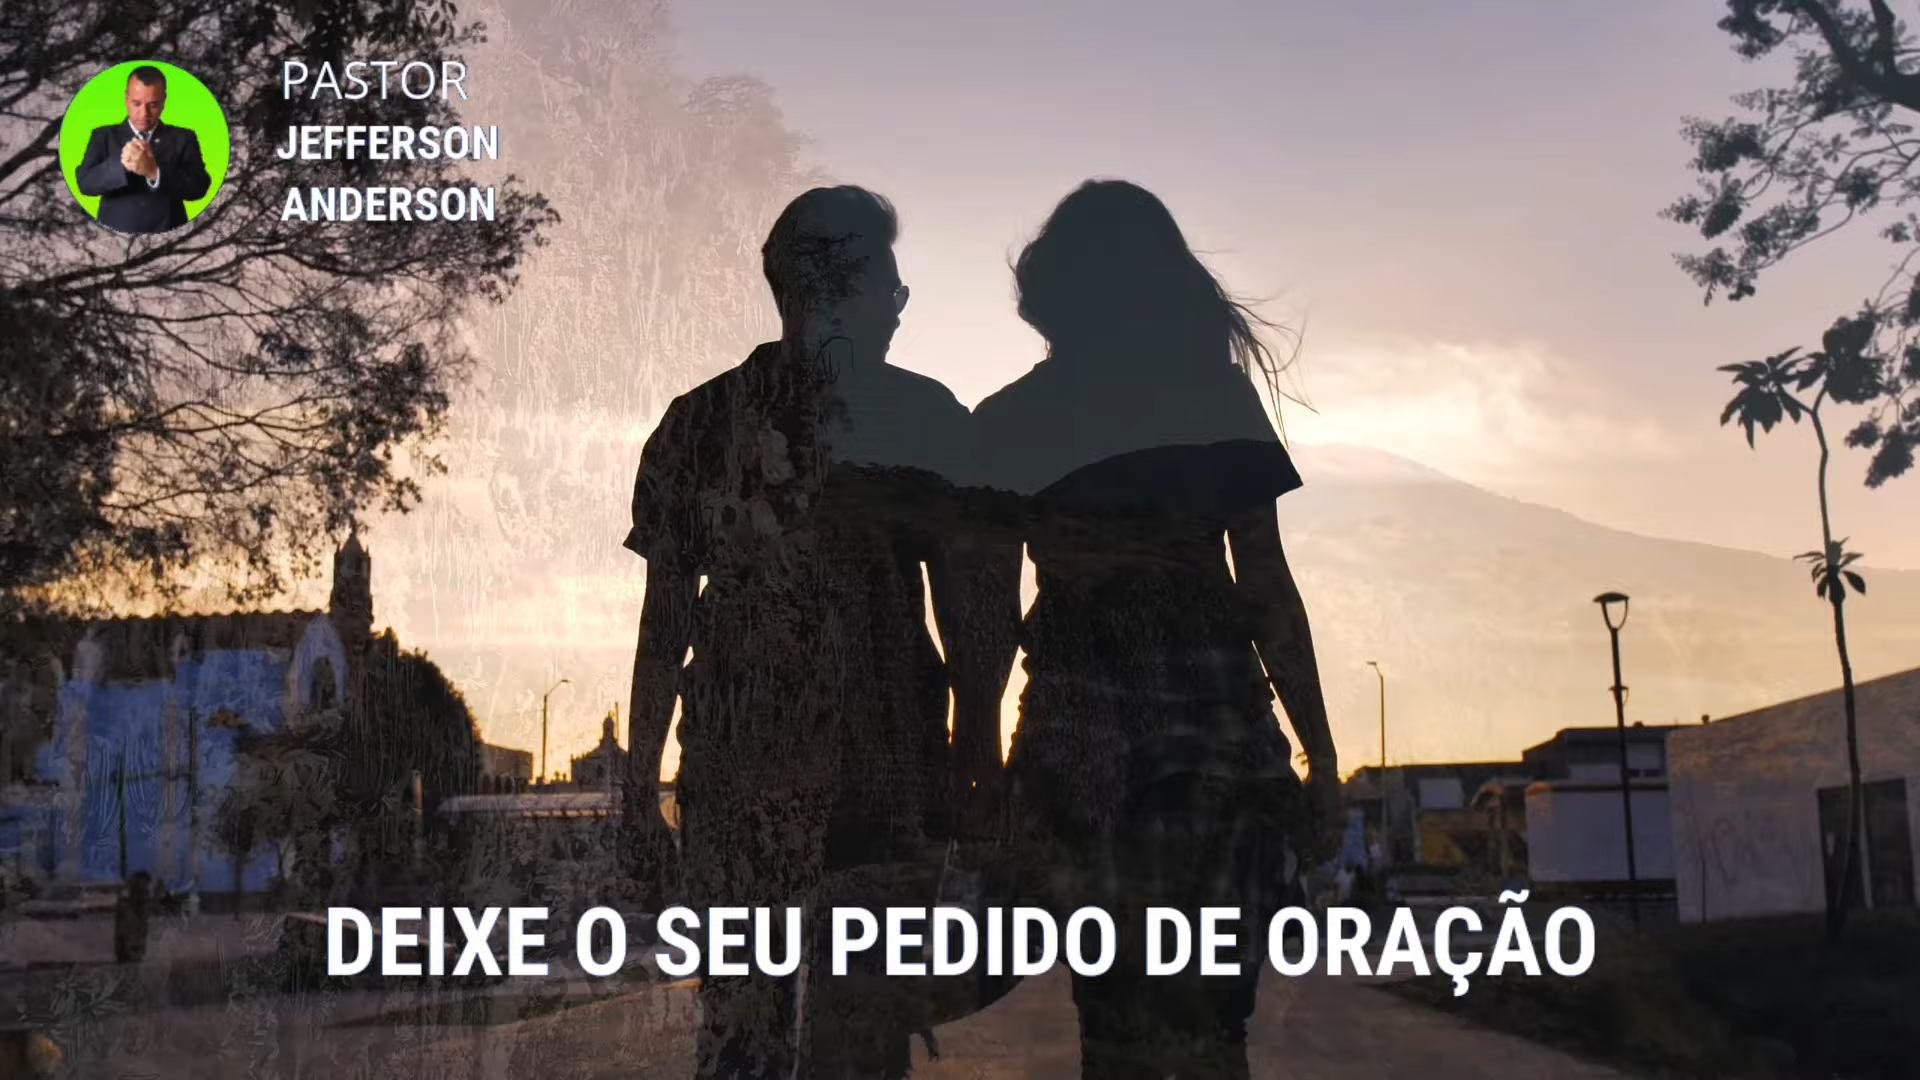 PASTOR
JEFFERSON
ANDERSON
DEIXE O SEU PEDIDO DE ORAÇÃO